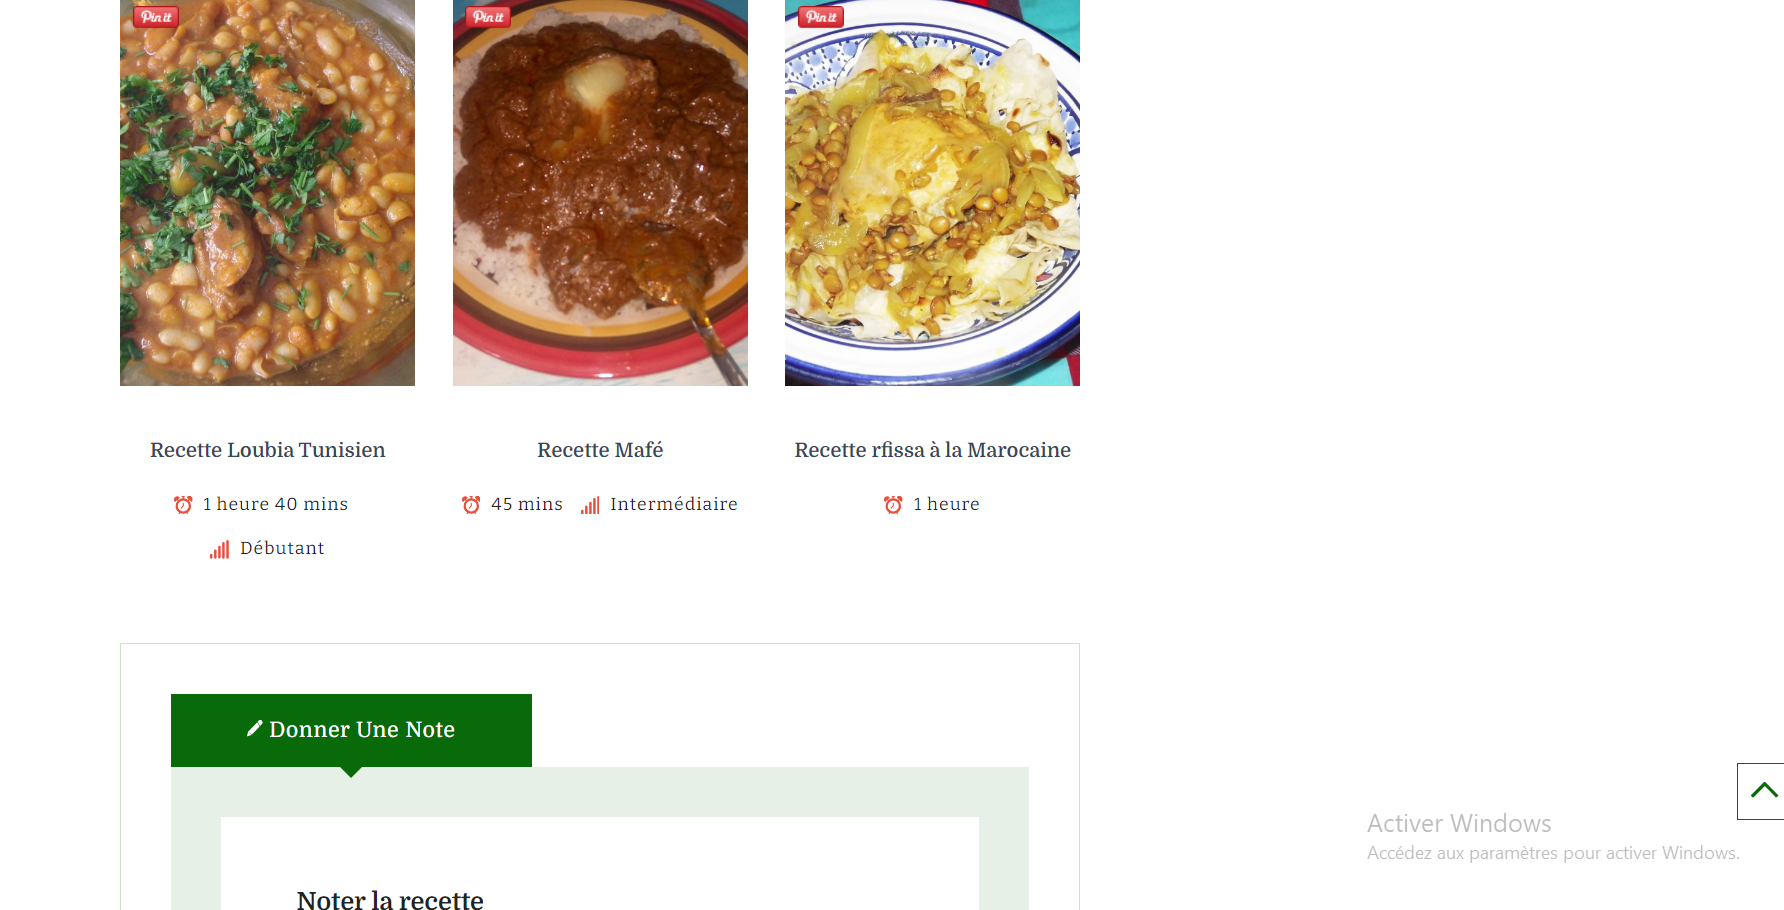 Pin it
Pin it
Pin it
Recette Loubia Tunisien
Recette Mafé
Recette rfissa à la Marocaine
1 heure 40 mins
45 mins
Intermédiaire
1 heure
Débutant
Donner Une Note
Activer Windows
Accédez aux paramètres pour activer Windows.
Noter la recette